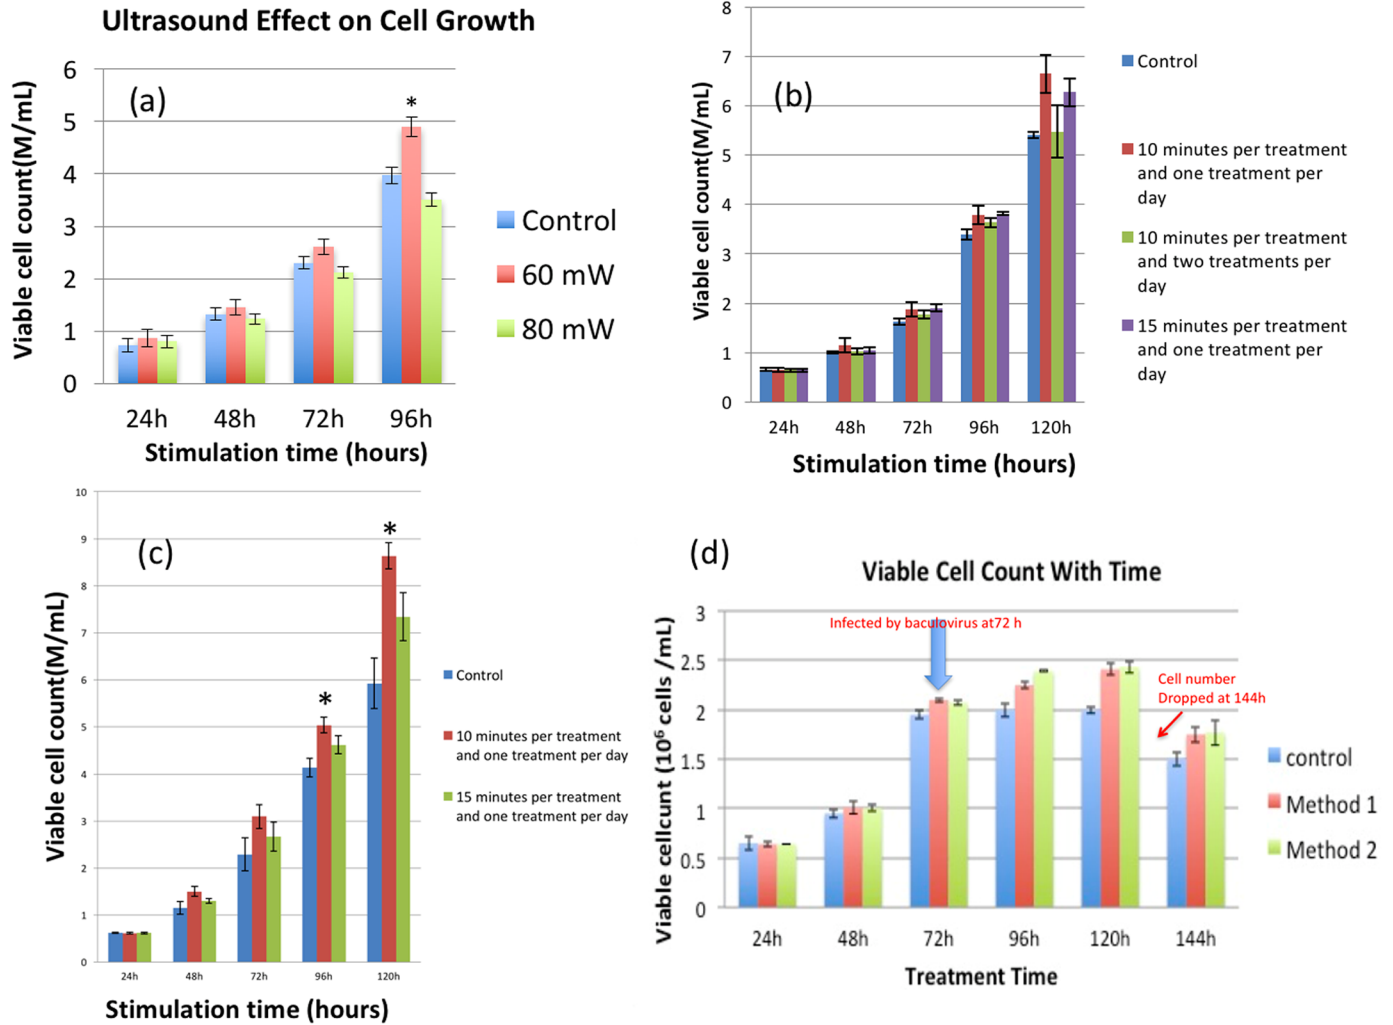 Ultrasound Effect on Cell Growth
(a)
Viable cell count(M/mL)
6
5
4
3
2
1
0
*
24h 48h 72h 96h
Stimulation time (hours)
Control
60 mW
80 mW
(b)
Viable cell count(M/mL)
8
7
6
5
4
3
2
1
0
24h 48h 72h 96h 120h
Stimulation time (hours)
Control
10 minutes per treatment
and one treatment per
day
10 minutes per treatment
and two treatments per
day
15 minutes per treatment
and one treatment per
day
(c)
Viable cell count(M/mL)
10
9
8
7
6
5
4
3
2
1
0
*
*
24h 48h 72h 96h 120h
Stimulation time (hours)
Control
10 minutes per treatment
and one treatment per day
15 minutes per treatment
and one treatment per day
(d)
Viable Cell Count With Time
Viable cellcunt (10⁶ cells /mL)
3
2.5
2
1.5
1
0.5
0
Infected by baculovirus at72 h
Cell number
Dropped at 144h
24h 48h 72h 96h 120h 144h
Treatment Time
control
Method 1
Method 2